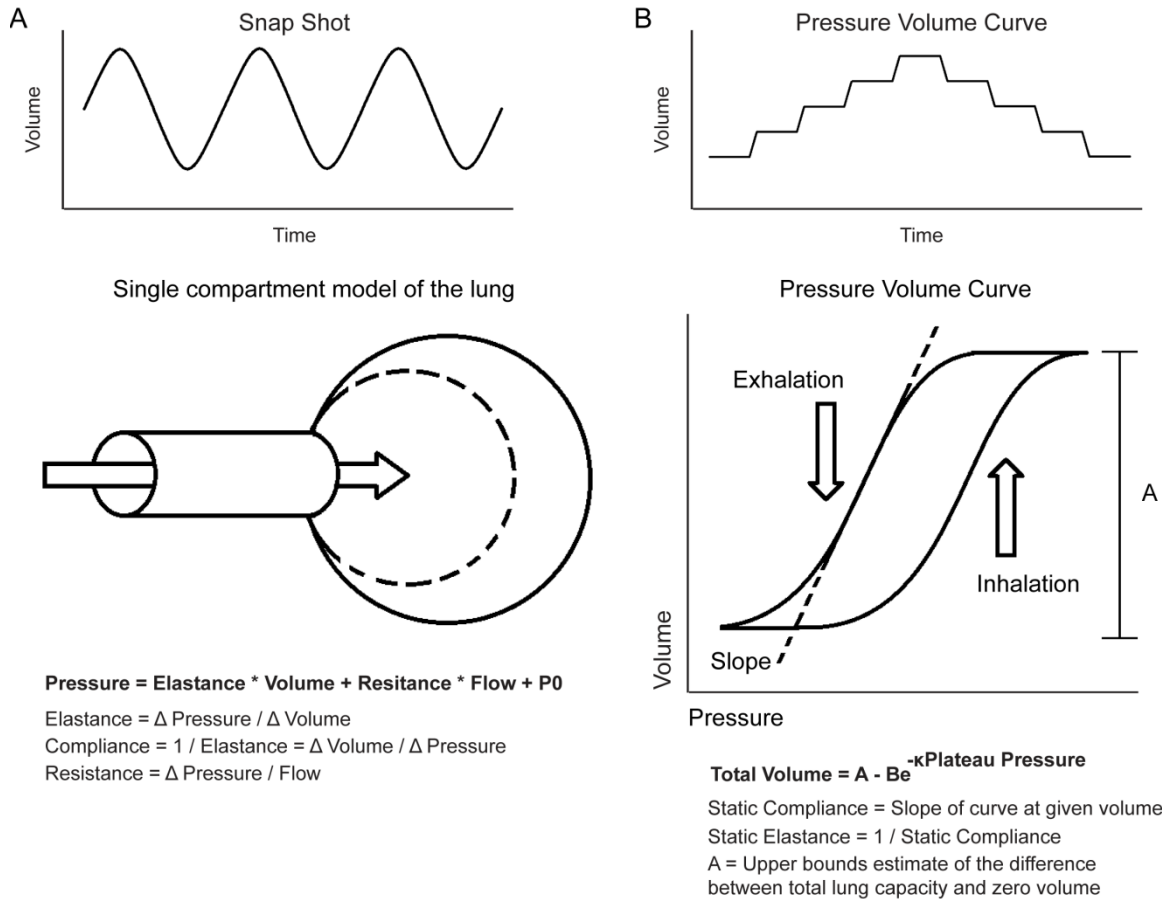 A
Snap Shot
Volume
Time
Single compartment model of the lung
Pressure = Elastance * Volume + Resitance * Flow + P0
Elastance = Δ Pressure / Δ Volume
Compliance = 1 / Elastance = Δ Volume / Δ Pressure
Resistance = Δ Pressure / Flow
B
Pressure Volume Curve
Volume
Time
Pressure Volume Curve
Exhalation
Inhalation
A
Slope
Volume
Pressure
Total Volume = A - Be-κPlateau Pressure
Static Compliance = Slope of curve at given volume
Static Elastance = 1 / Static Compliance
A = Upper bounds estimate of the difference
between total lung capacity and zero volume